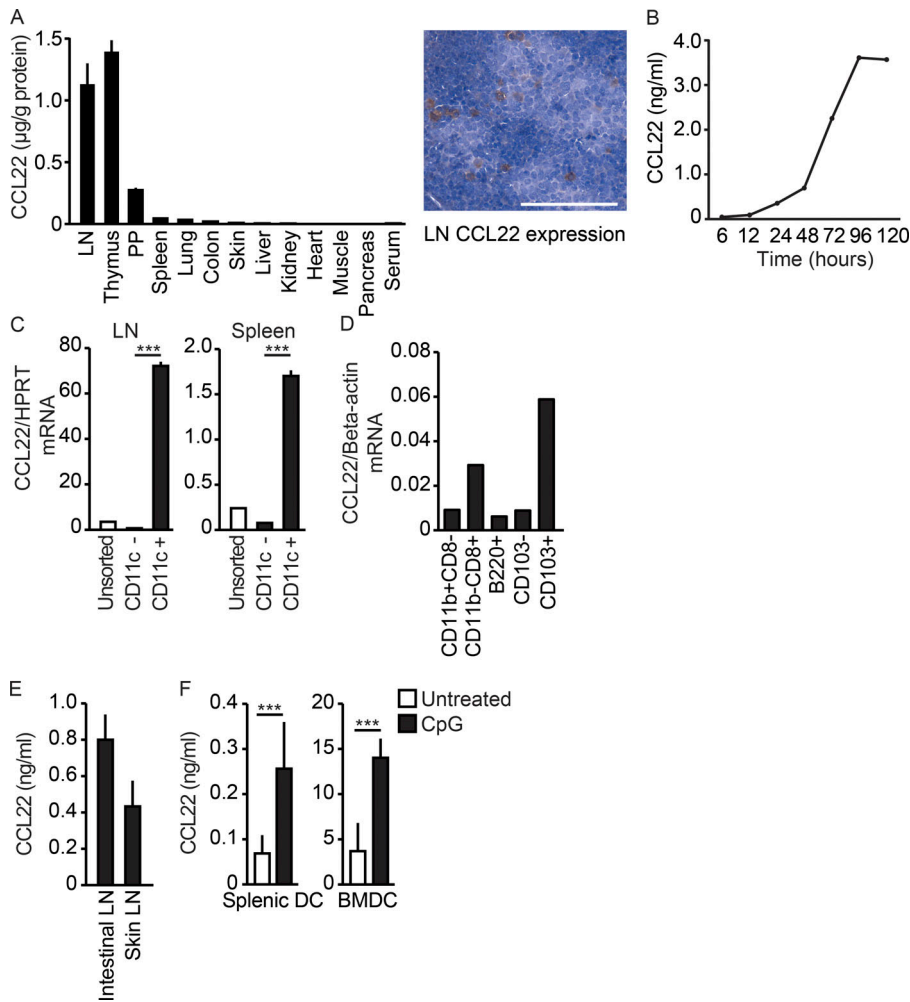 A
CCL22 (µg/g protein)
1.5
1.0
0.5
0
LN
Thymus
PP
Spleen
Lung
Colon
Skin
Liver
Kidney
Heart
Muscle
Pancreas
Serum
LN CCL22 expression
B
CCL22 (ng/ml)
4.0
3.0
2.0
1.0
0
6 12 24 48 72 96 120
Time (hours)
C
LN
CCL22/HPRT
mRNA
80
60
40
20
0
***
Unsorted
CD11c -
CD11c +
Spleen
2.0
1.5
1.0
0.5
0
***
Unsorted
CD11c -
CD11c +
D
CCL22/Beta-actin
mRNA
0.08
0.06
0.04
0.02
0
CD11b+CD8-
CD11b-CD8+
B220+
CD103-
CD103+
E
CCL22 (ng/ml)
1.0
0.8
0.6
0.4
0.2
0
Intestinal LN
Skin LN
F
CCL22 (ng/ml)
0.4
0.3
0.2
0.1
0
***
Splenic DC
20
15
10
5
0
***
BMDC
Untreated
CpG